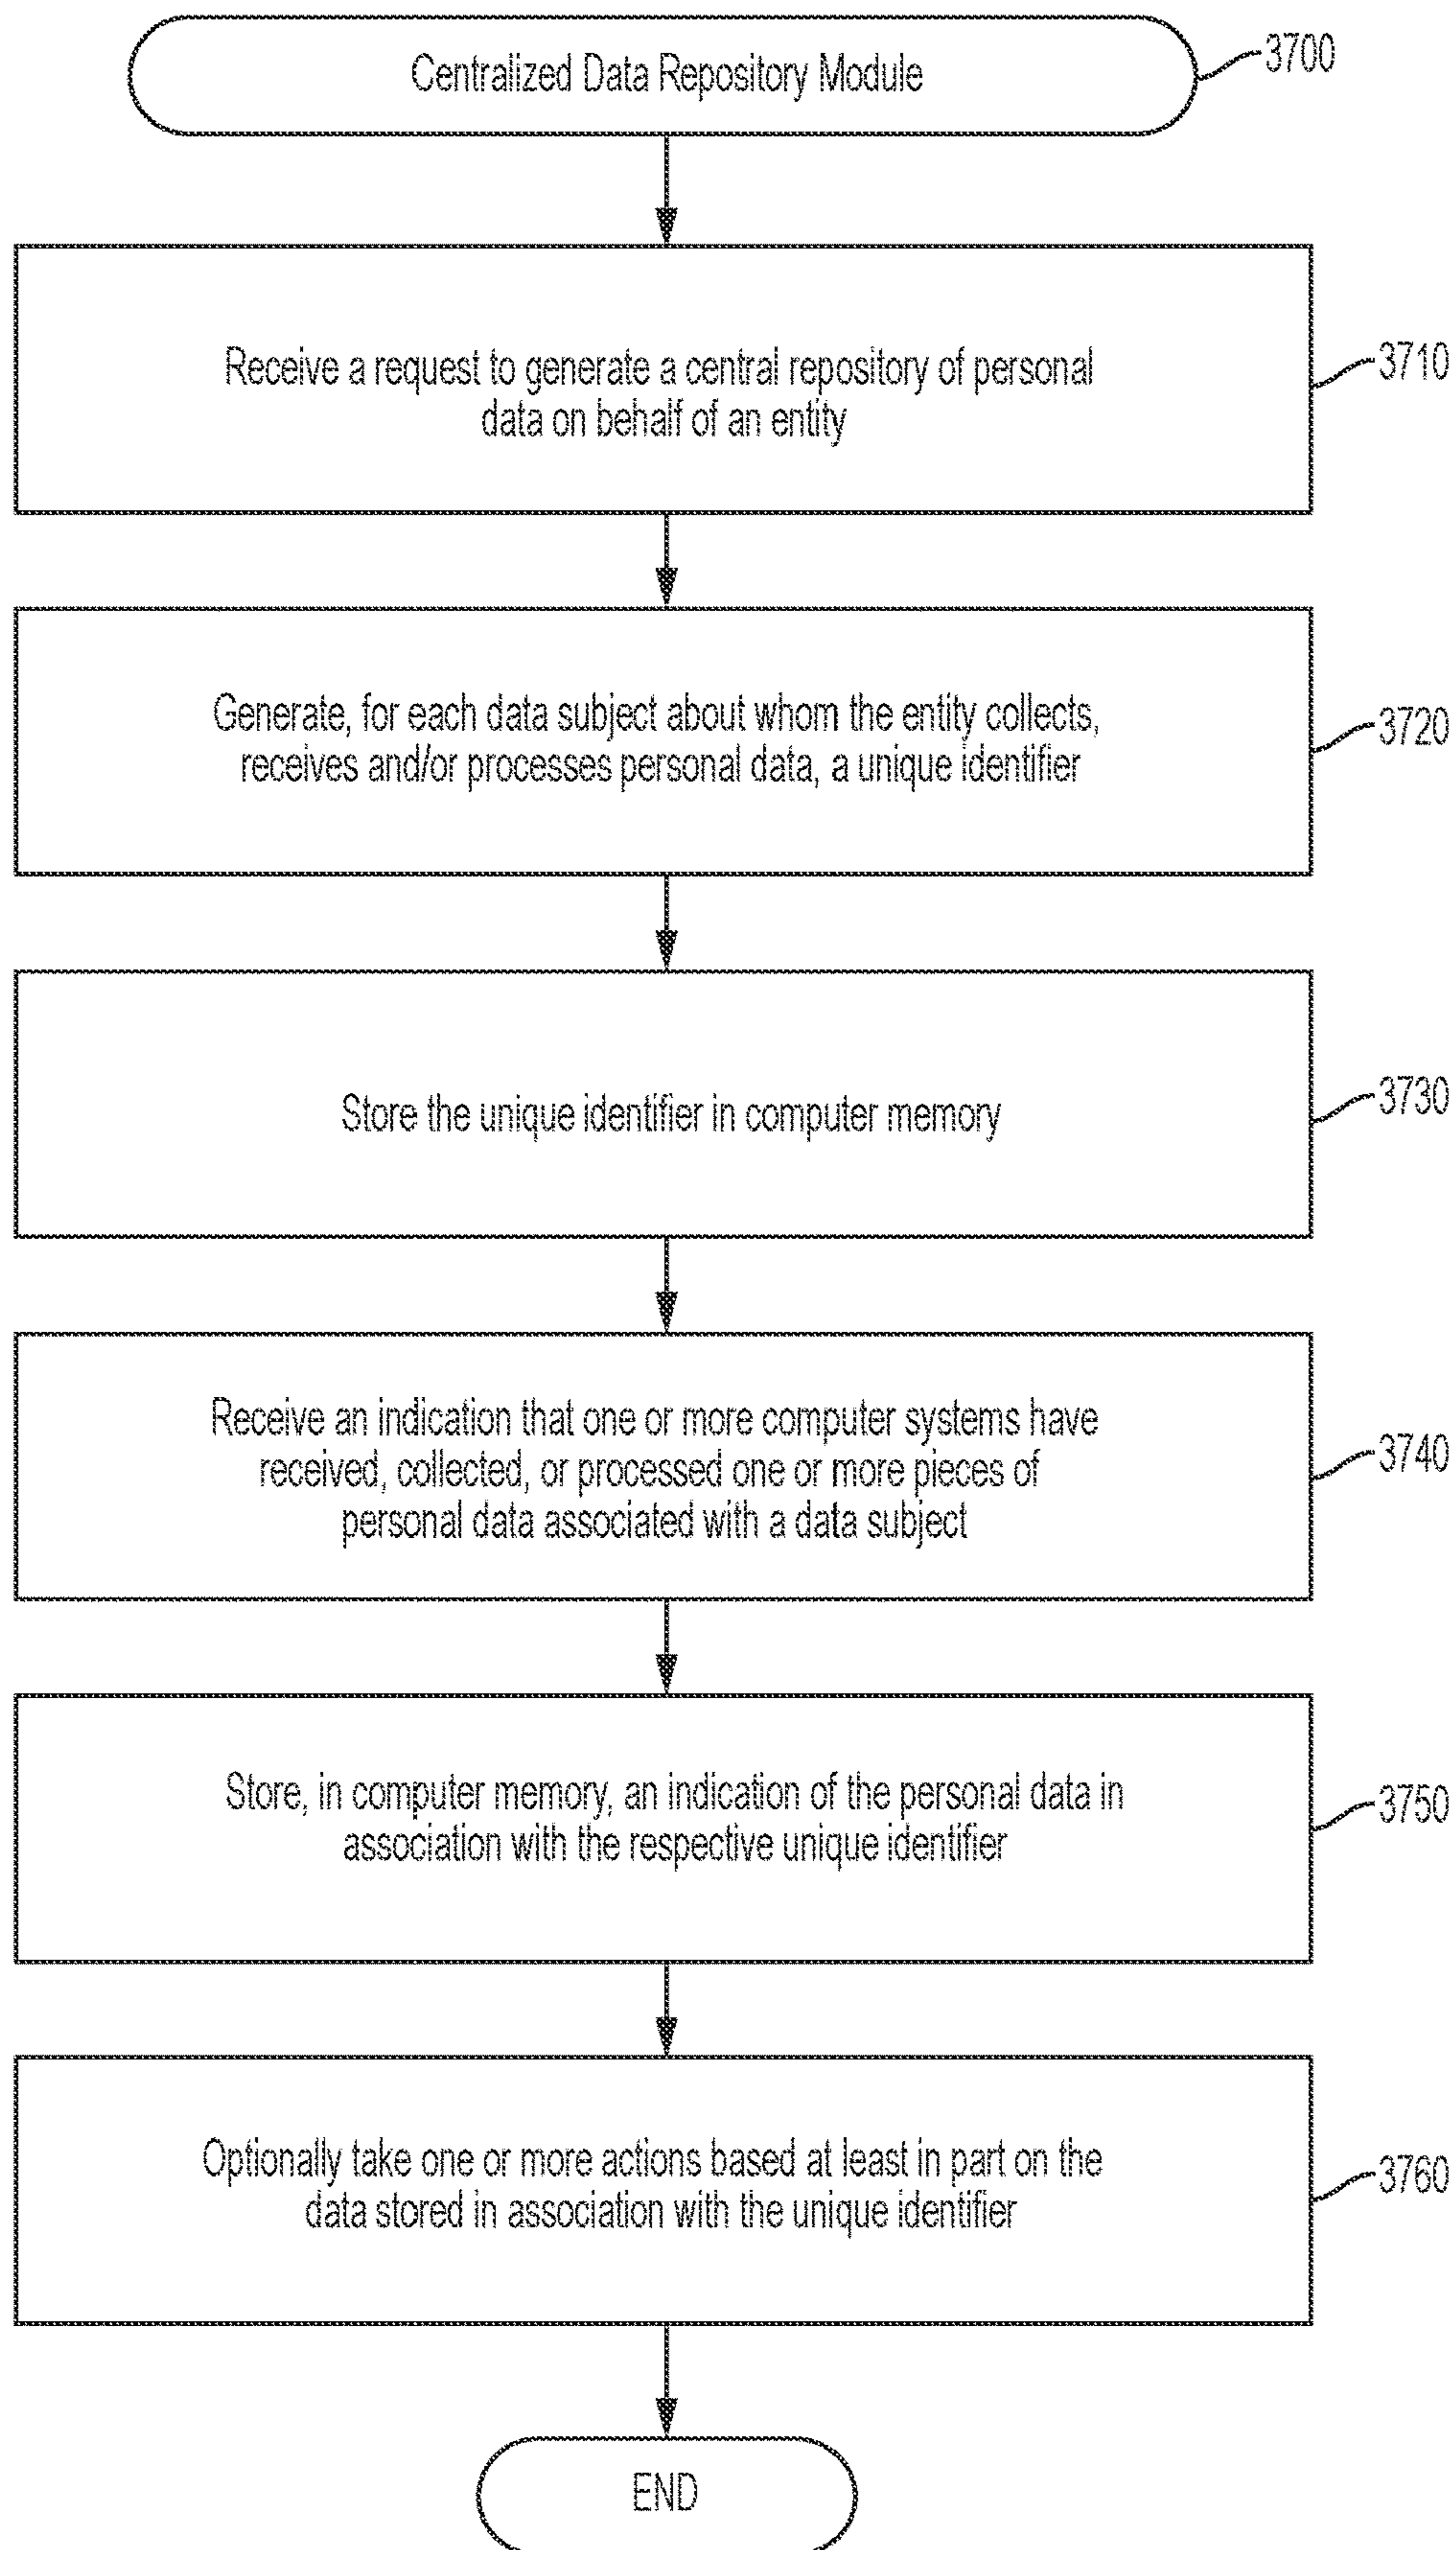 Centralized Data Repository Module
3700
Receive a request to generate a central repository of personal
data on behalf of an entity
3710
Generate, for each data subject about whom the entity collects,
receives and/or processes personal data, a unique identifier
3720
Store the unique identifier in computer memory
3730
Receive an indication that one or more computer systems have
received, collected, or processed one or more pieces of
personal data associated with a data subject
3740
Store, in computer memory, an indication of the personal data in
association with the respective unique identifier
3750
Optionally take one or more actions based at least in part on the
data stored in association with the unique identifier
3760
END